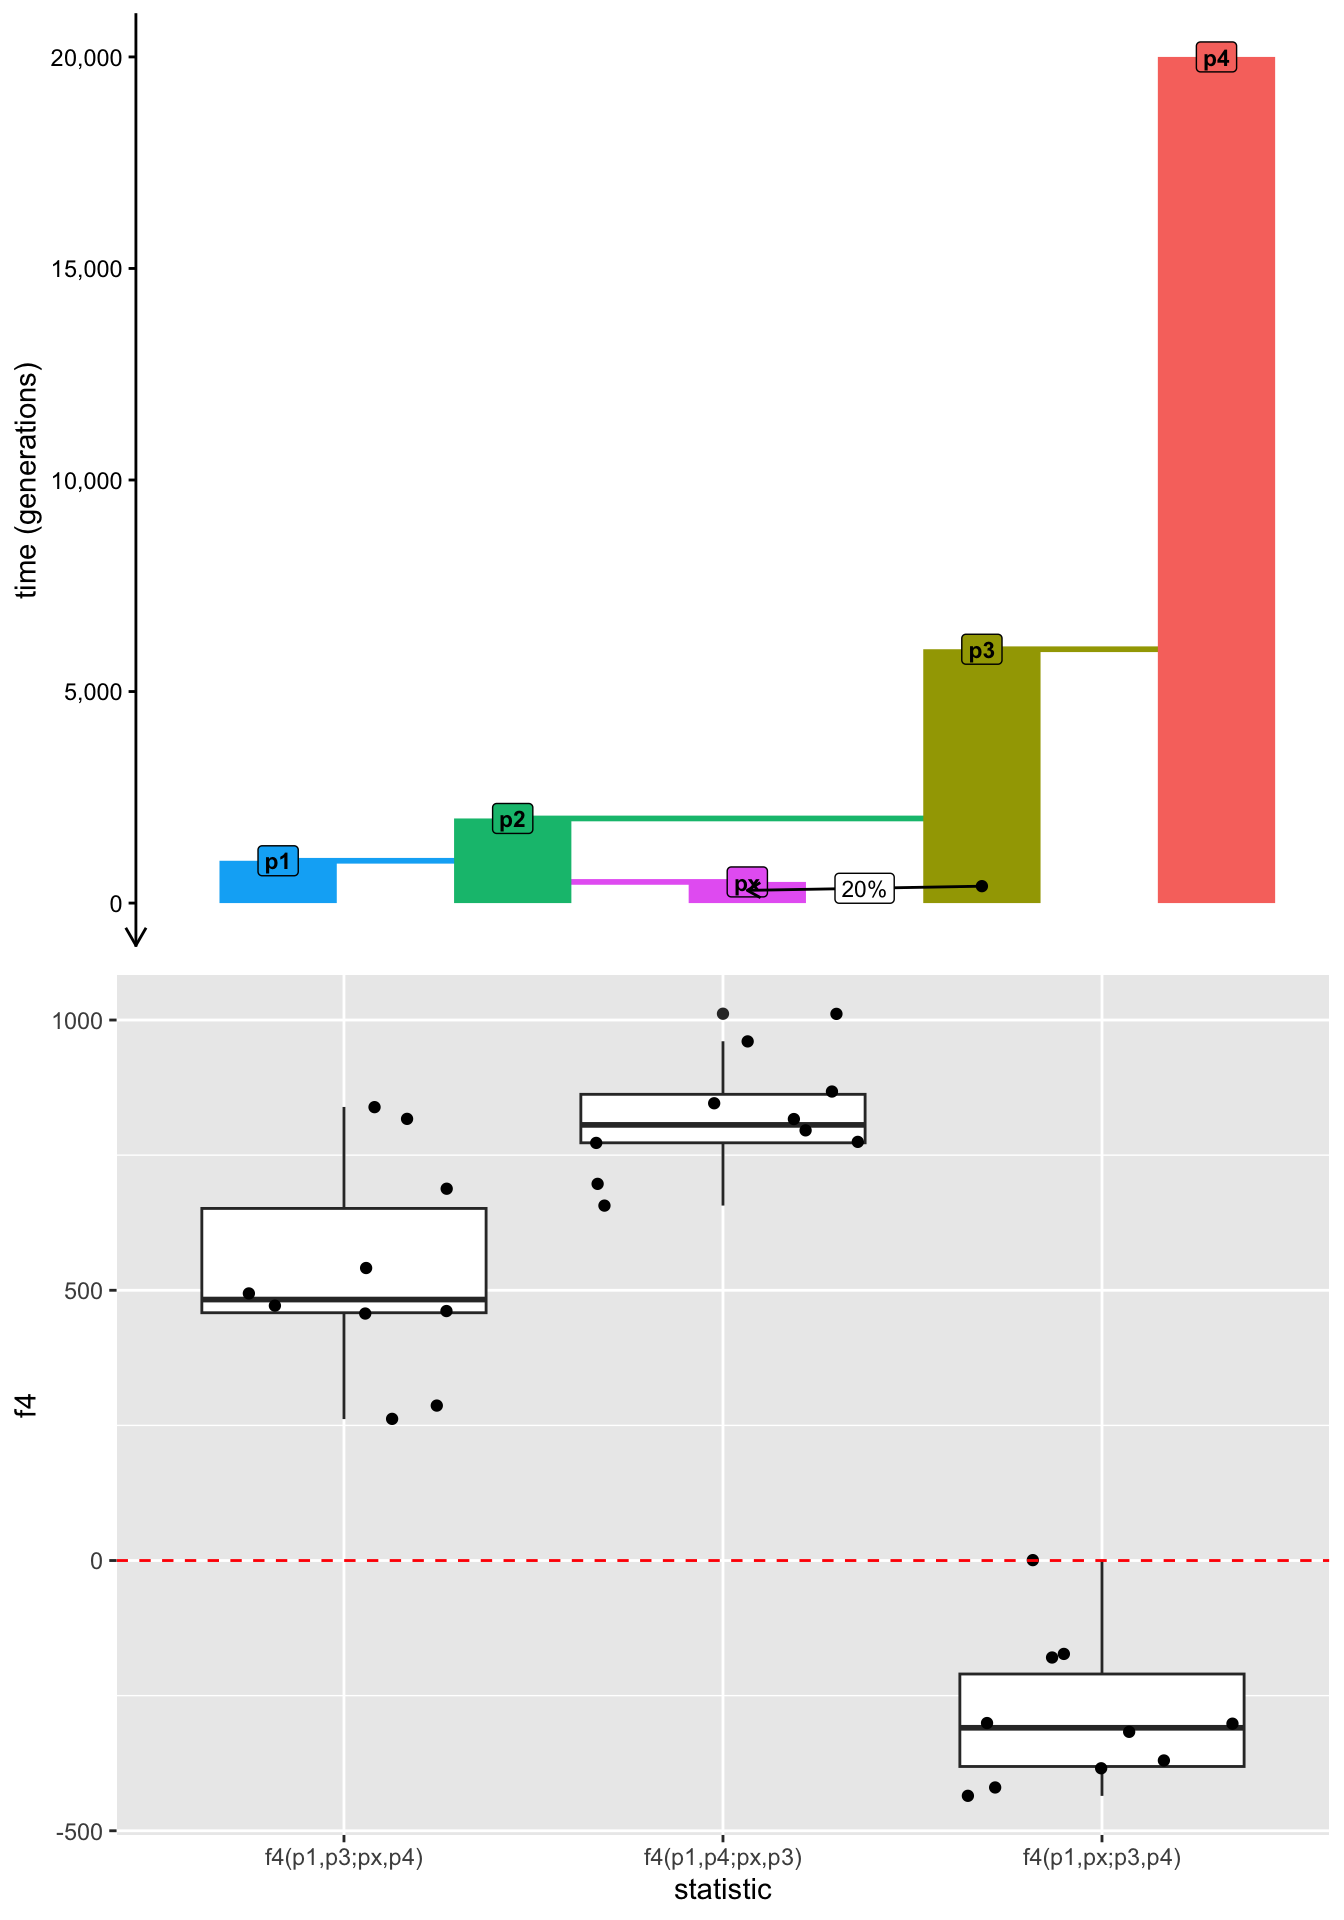 20,000
p4
15,000
time (generations)
10,000
p3
5,000
p2
p1
px
20%
0
1000
500
f4
0
-500
f4(p1,p3;px,p4) f4(p1,p4;px,p3) f4(p1,px;p3,p4)
statistic